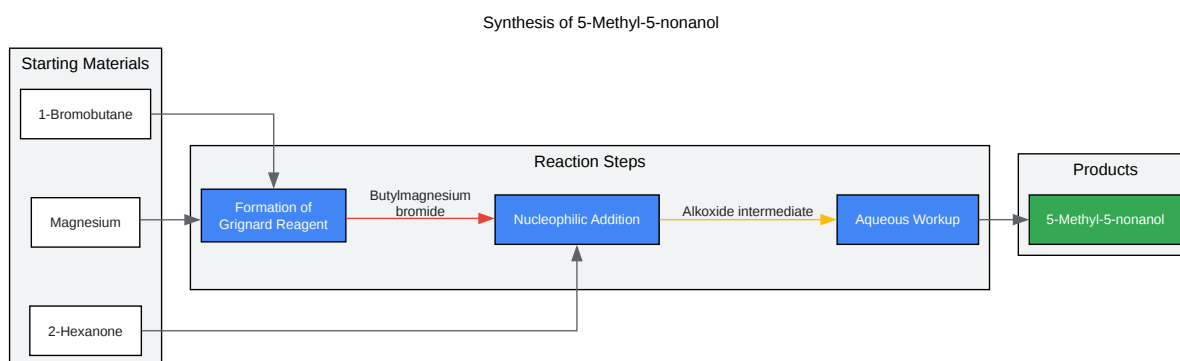 Synthesis of 5-Methyl-5-nonanol
Starting Materials
1-Bromobutane
Magnesium
2-Hexanone
Reaction Steps
Formation of
Grignard Reagent
Butylmagnesium
bromide
Nucleophilic Addition
Alkoxide intermediate
Aqueous Workup
Products
5-Methyl-5-nonanol